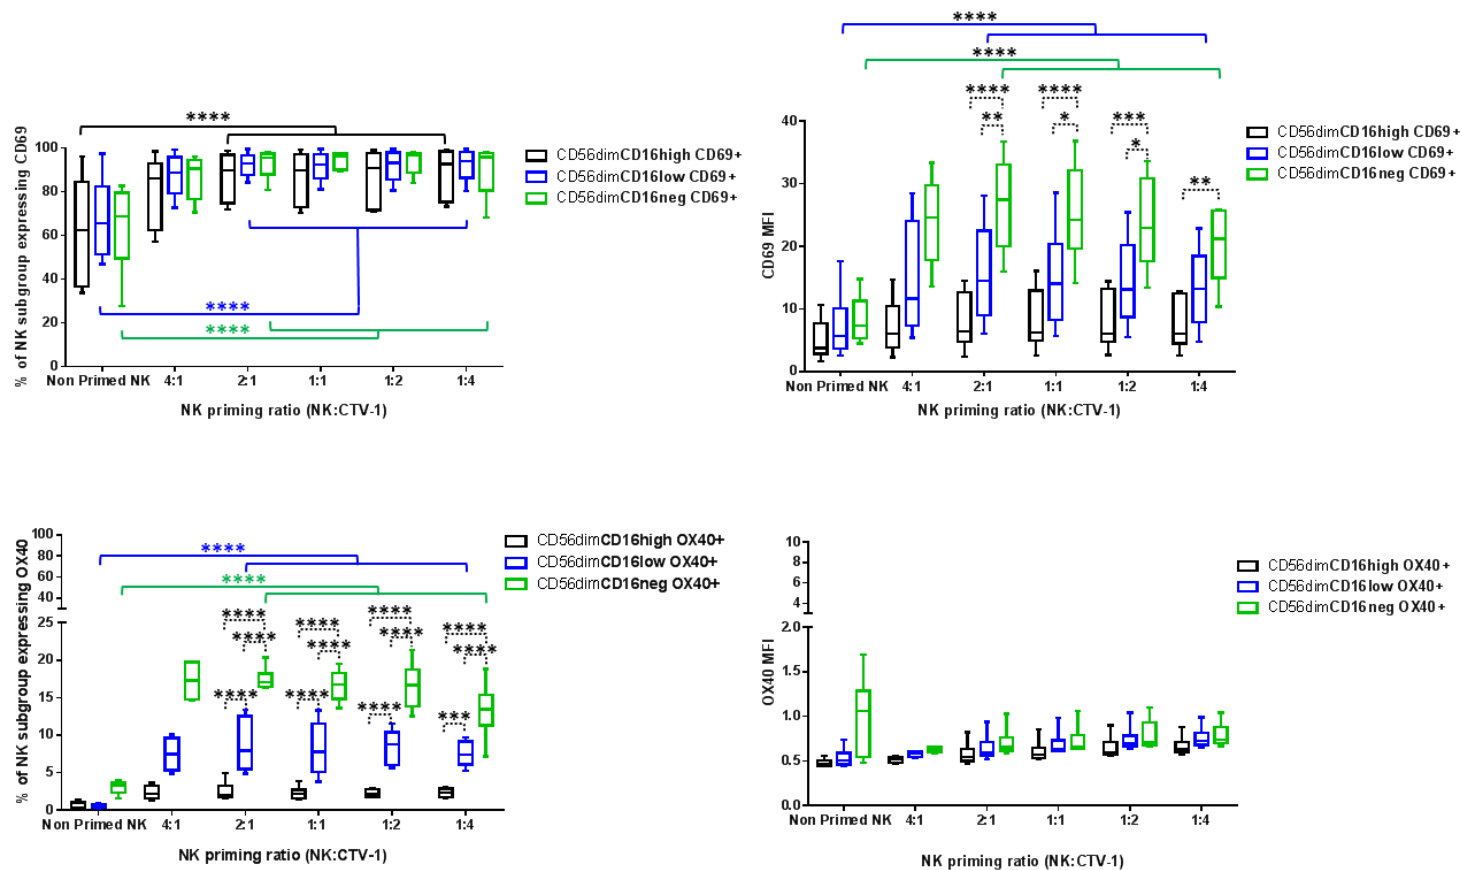 ****
% of NK subgroup expressing CD69
100
80
60
40
20
0
****
****
****
Non Primed NK 4:1 2:1 1:1 1:2 1:4
NK priming ratio (NK:CTV-1)
CD56dimCD16high CD69+
CD56dimCD16low CD69+
CD56dimCD16neg CD69+
****
**** **** ***
** * * **
CD69 MFI
40
30
20
10
0
Non Primed NK 4:1 2:1 1:1 1:2 1:4
NK priming ratio (NK:CTV-1)
CD56dimCD16high CD69+
CD56dimCD16low CD69+
CD56dimCD16neg CD69+
% of NK subgroup expressing OX40
100
80
60
40
25
20
15
10
5
0
****
****
**** **** **** ****
**** **** **** ****
**** **** **** ***
Non Primed NK 4:1 2:1 1:1 1:2 1:4
NK priming ratio (NK:CTV-1)
CD56dimCD16high OX40+
CD56dimCD16low OX40+
CD56dimCD16neg OX40+
OX40 MFI
10
8
6
4
2.0
1.5
1.0
0.5
0.0
Non Primed NK 4:1 2:1 1:1 1:2 1:4
NK priming ratio (NK:CTV-1)
CD56dimCD16high OX40+
CD56dimCD16low OX40+
CD56dimCD16neg OX40+